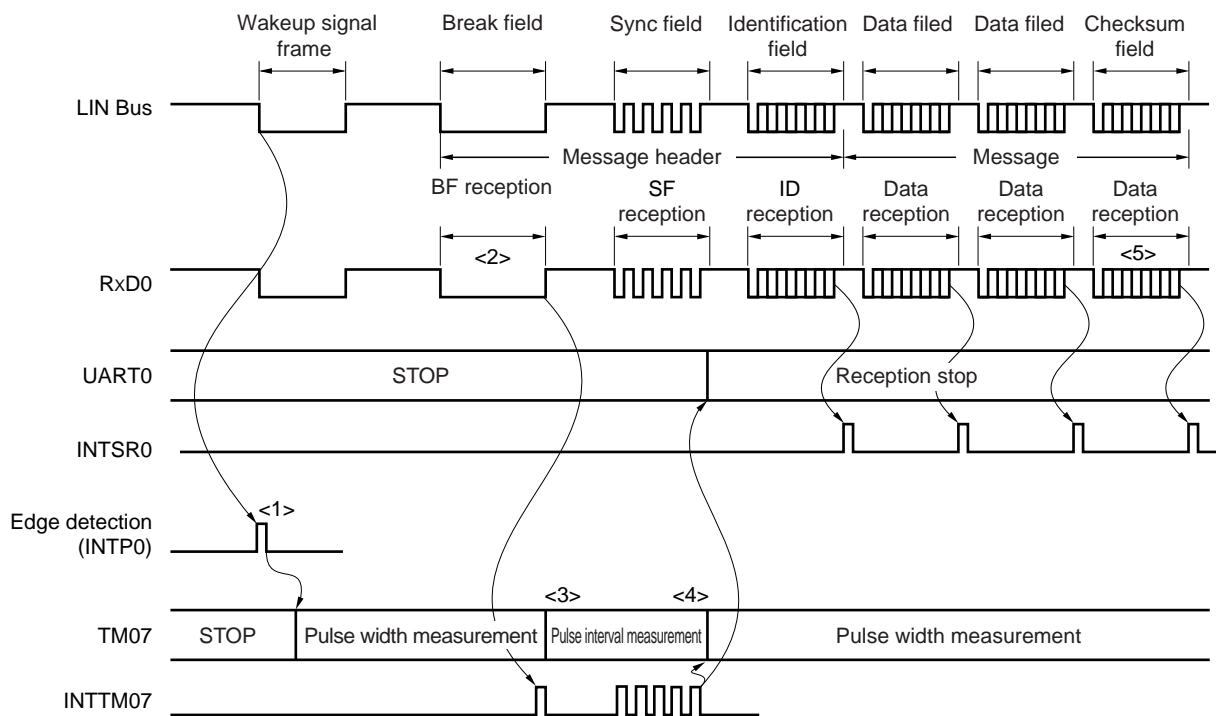 Wakeup signal
frame
Break field
Sync field
Identification
field
Data filed
Data filed
Checksum
field
LIN Bus
Message header
Message
BF reception
SF
reception
ID
reception
Data
reception
Data
reception
Data
reception
<2>
<5>
RxD0
UART0
STOP
Reception stop
INTSR0
<1>
Edge detection
(INTP0)
<3>
<4>
TM07
STOP
Pulse width measurement
Pulse interval measurement
Pulse width measurement
INTTM07